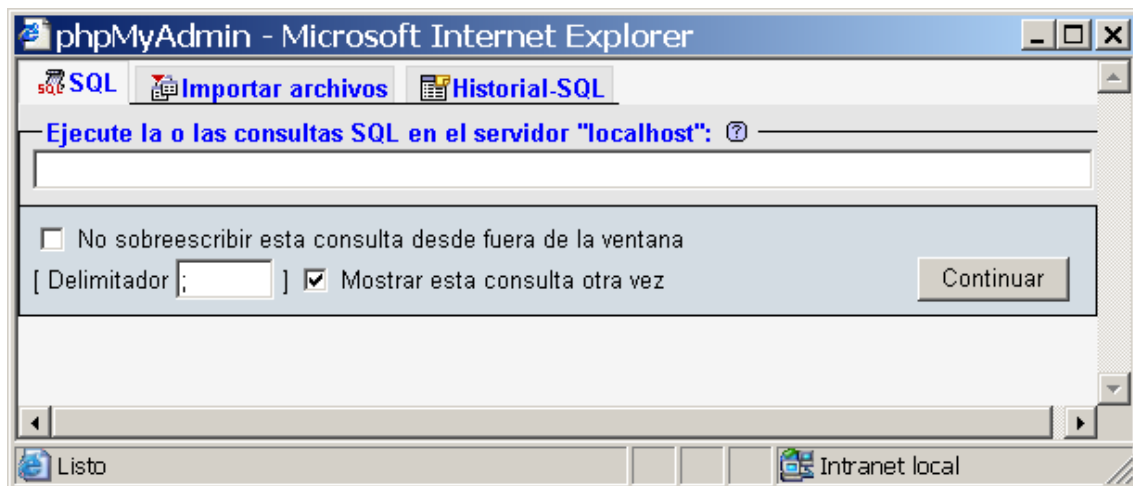 phpMyAdmin - Microsoft Internet Explorer
SQL Importar archivos Historial-SQL
Ejecute la o las consultas SQL en el servidor "localhost": ?
No sobreescribir esta consulta desde fuera de la ventana
[ Delimitador ; ] Mostrar esta consulta otra vez Continuar
Listo Intranet local